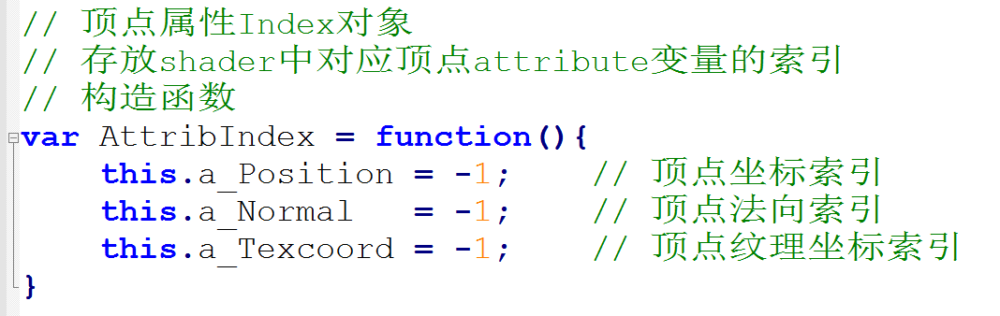 // 顶点属性Index对象
// 存放shader中对应顶点attribute变量的索引
// 构造函数
var AttribIndex = function(){
this.a_Position = -1;    // 顶点坐标索引
this.a_Normal   = -1;    // 顶点法向索引
this.a_Texcoord = -1;    // 顶点纹理坐标索引
}